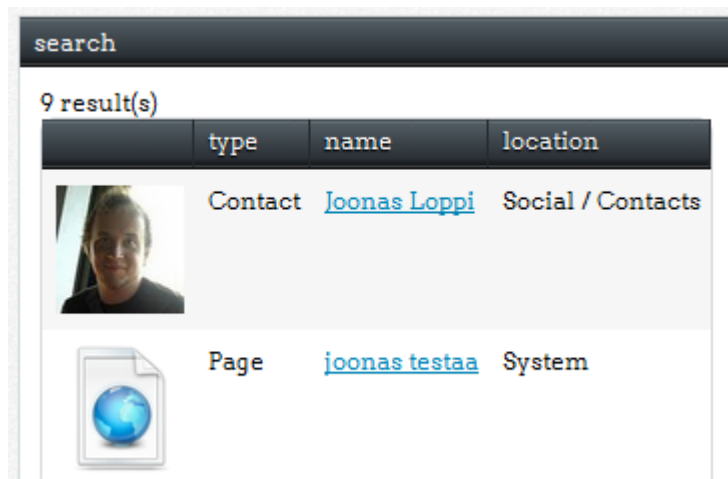 search
9 result(s)
type name location
Contact Joonas Loppi Social / Contacts
Page joonas testaa System